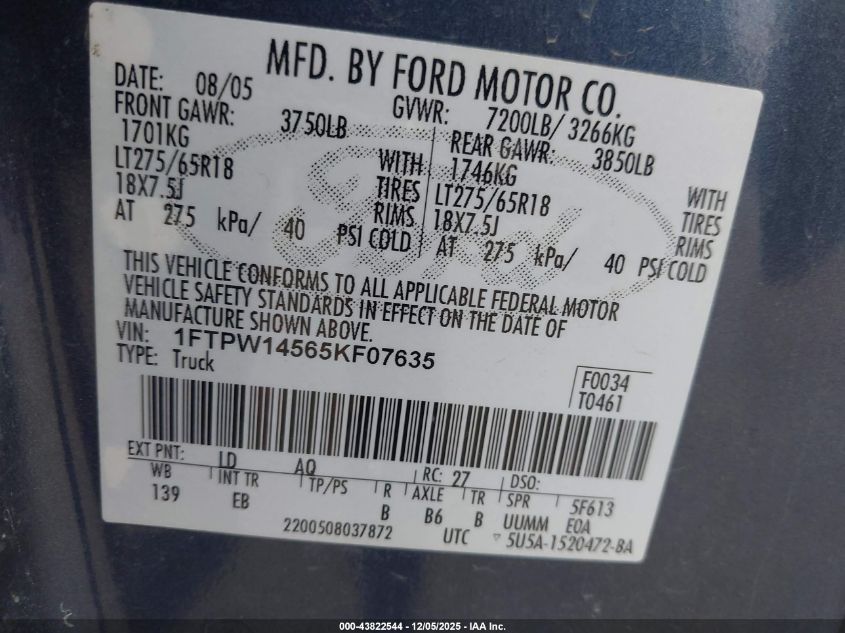 MFD. BY FORD MOTOR CO.
DATE: 08/05 GVWR: 7200LB/ 3266KG
FRONT GAWR: 3750LB REAR GAWR: 3850LB
1701KG WITH 1746KG WITH
LT275/65R18 TIRES LT275/65R18 TIRES
18X7.5J RIMS 18X7.5J RIMS
AT 275 kPa/ 40 PSI COLD AT 275 kPa/ 40 PSI COLD
Ford
THIS VEHICLE CONFORMS TO ALL APPLICABLE FEDERAL MOTOR
VEHICLE SAFETY STANDARDS IN EFFECT ON THE DATE OF
MANUFACTURE SHOWN ABOVE.
VIN: 1FTPW14565KF07635
TYPE: Truck
F0034
T0461
EXT PNT: LD AQ RC: 27 DSO:
WB INT TR TP/PS R AXLE TR SPR 5F613
139 EB B B6 B UUMM EOA
2200508037872 UTC ▽ 5U5A-1520472-BA
000-43822544 / 12/05/2025 - IAA Inc.